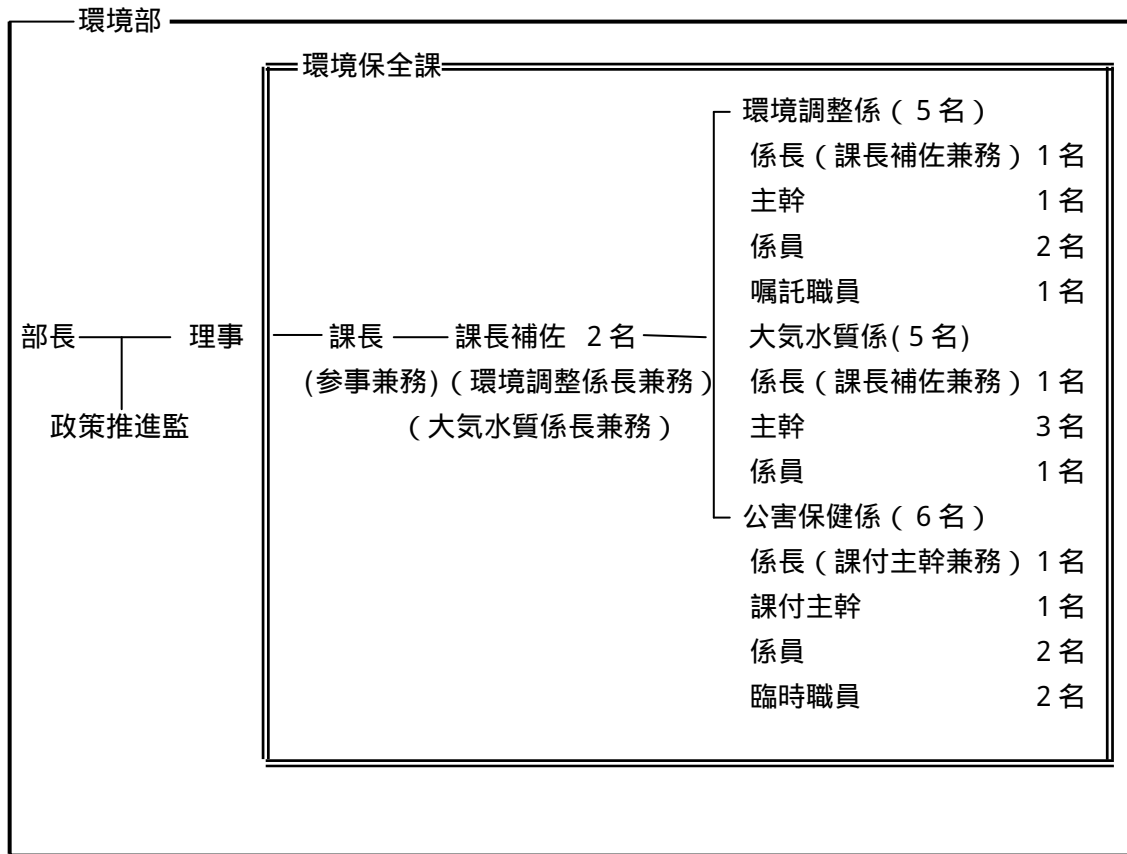 環境部
環境保全課
環境調整係（５名）
係長（課長補佐兼務）１名
主幹 １名
係員 ２名
嘱託職員 １名
部長 理事 課長 課長補佐 ２名 大気水質係(５名)
(参事兼務)（環境調整係長兼務） 係長（課長補佐兼務）１名
政策推進監 （大気水質係長兼務） 主幹 ３名
係員 １名
公害保健係（６名）
係長（課付主幹兼務）１名
課付主幹 １名
係員 ２名
臨時職員 ２名